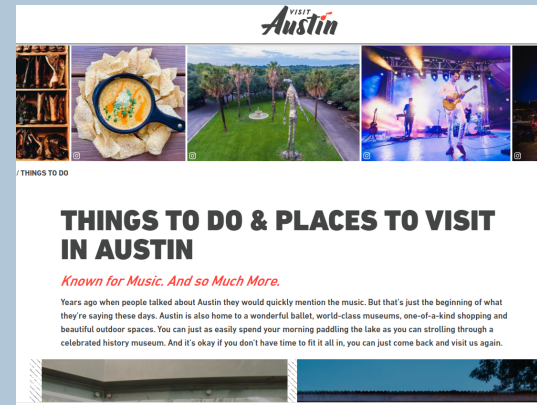 VISIT
Austin
/ THINGS TO DO
THINGS TO DO & PLACES TO VISIT
IN AUSTIN
Known for Music. And so Much More.
Years ago when people talked about Austin they would quickly mention the music. But that's just the beginning of what
they're saying these days. Austin is also home to a wonderful ballet, world-class museums, one-of-a-kind shopping and
beautiful outdoor spaces. You can just as easily spend your morning paddling the lake as you can strolling through a
celebrated history museum. And it's okay if you don't have time to fit it all in, you can just come back and visit us again.